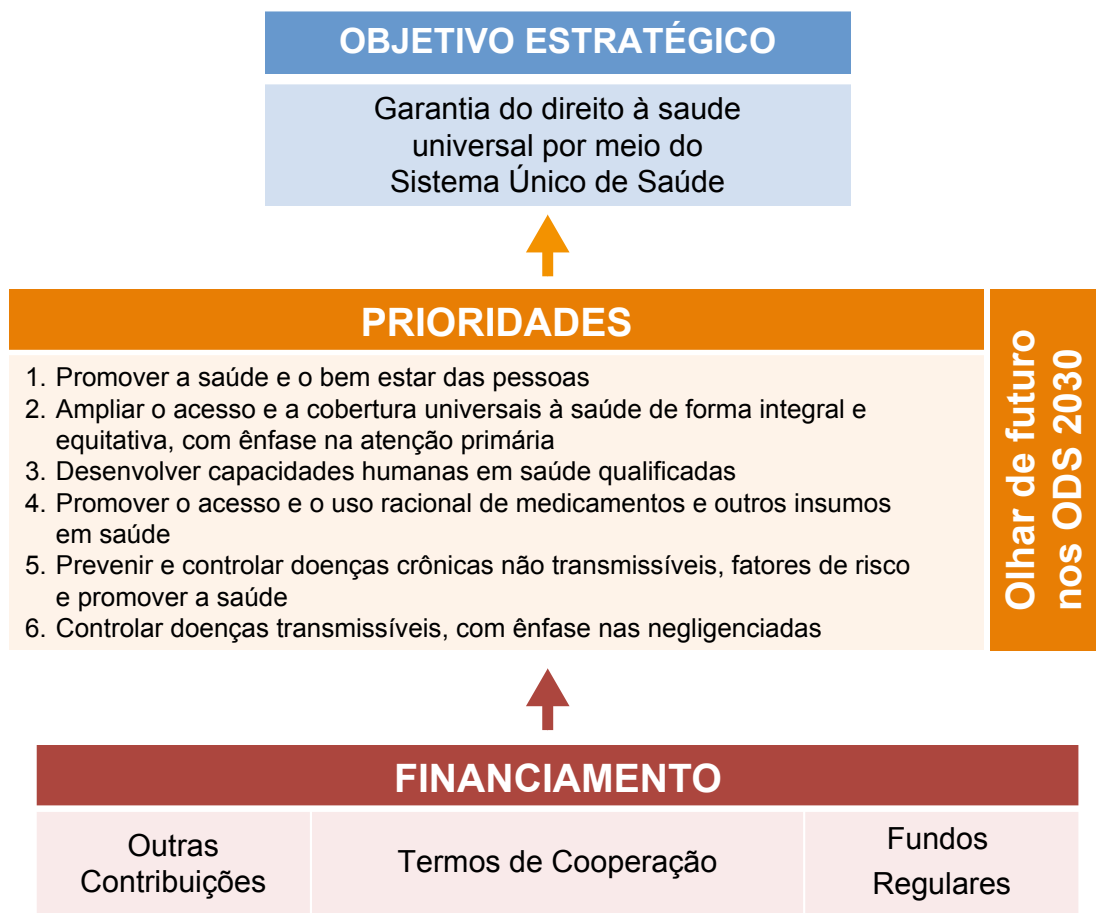 OBJETIVO ESTRATÉGICO
Garantia do direito à saude
universal por meio do
Sistema Único de Saúde
PRIORIDADES
1. Promover a saúde e o bem estar das pessoas
2. Ampliar o acesso e a cobertura universais à saúde de forma integral e
equitativa, com ênfase na atenção primária
3. Desenvolver capacidades humanas em saúde qualificadas
4. Promover o acesso e o uso racional de medicamentos e outros insumos
em saúde
5. Prevenir e controlar doenças crônicas não transmissíveis, fatores de risco
e promover a saúde
6. Controlar doenças transmissíveis, com ênfase nas negligenciadas
Olhar de futuro
nos ODS 2030
FINANCIAMENTO
Outras
Contribuições
Termos de Cooperação
Fundos
Regulares